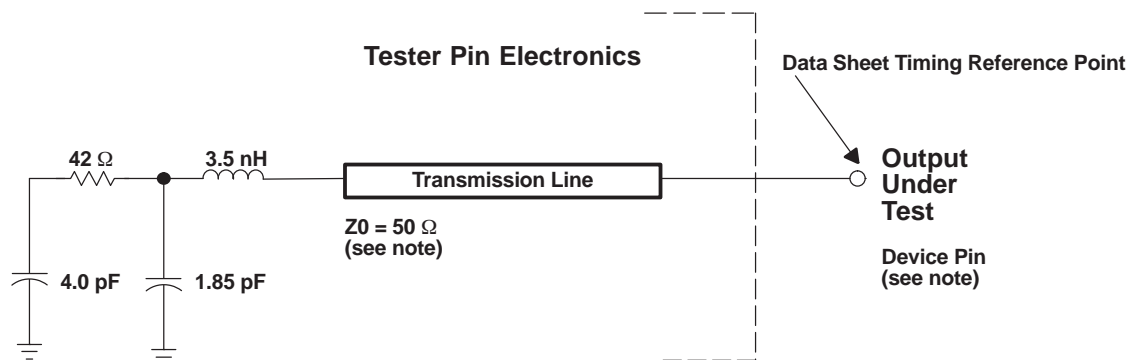 Tester Pin Electronics
Data Sheet Timing Reference Point
42 Ω
3.5 nH
Transmission Line
Output
Under
Test
Z0 = 50 Ω
(see note)
Device Pin
(see note)
4.0 pF
1.85 pF